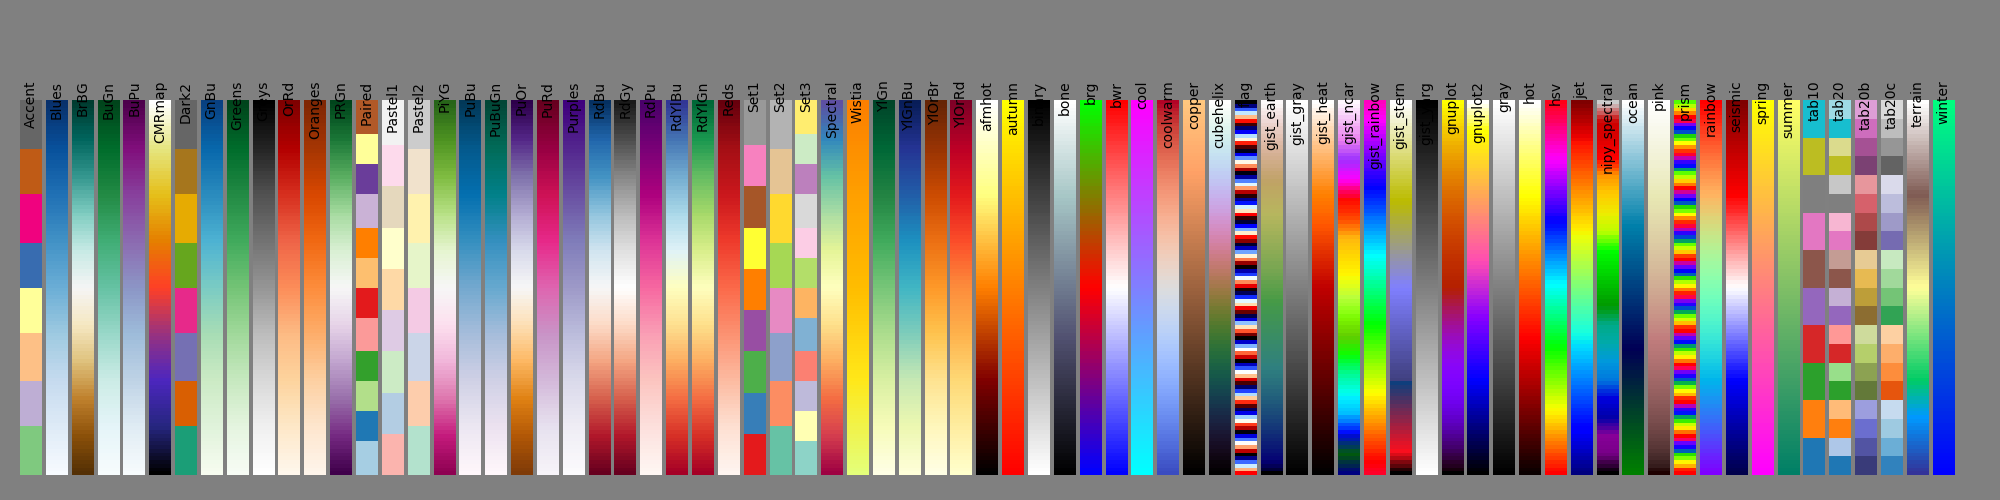 Accent
Blues
BrBG
BuGn
BuPu
CMRmap
Dark2
GnBu
Greens
Greys
OrRd
Oranges
PRGn
Paired
Pastel1
Pastel2
PiYG
PuBu
PuBuGn
PuOr
PuRd
Purples
RdBu
RdGy
RdPu
RdYlBu
RdYlGn
Reds
Set1
Set2
Set3
Spectral
Wistia
YlGn
YlGnBu
YlOrBr
YlOrRd
afmhot
autumn
binary
bone
brg
bwr
cool
coolwarm
copper
cubehelix
flag
gist_earth
gist_gray
gist_heat
gist_ncar
gist_rainbow
gist_stern
gist_yarg
gnuplot
gnuplot2
gray
hot
hsv
jet
nipy_spectral
ocean
pink
prism
rainbow
seismic
spring
summer
tab10
tab20
tab20b
tab20c
terrain
winter